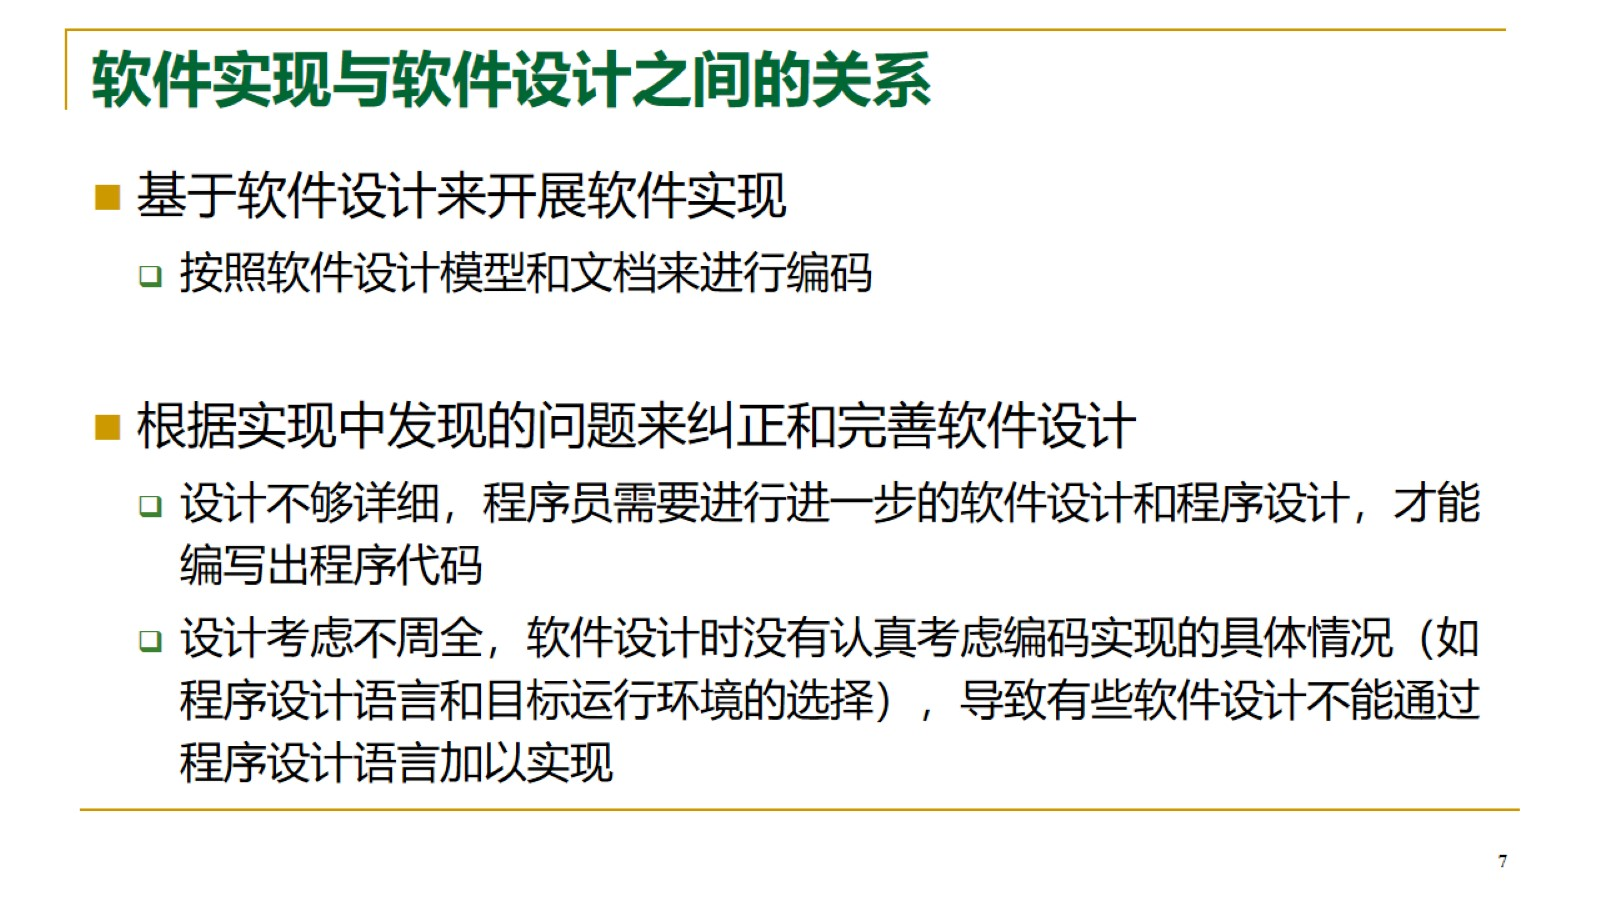 软件实现与软件设计之间的关系
基于软件设计来开展软件实现
按照软件设计模型和文档来进行编码
根据实现中发现的问题来纠正和完善软件设计
设计不够详细，程序员需要进行进一步的软件设计和程序设计，才能
编写出程序代码
设计考虑不周全，软件设计时没有认真考虑编码实现的具体情况（如
程序设计语言和目标运行环境的选择），导致有些软件设计不能通过
程序设计语言加以实现
7